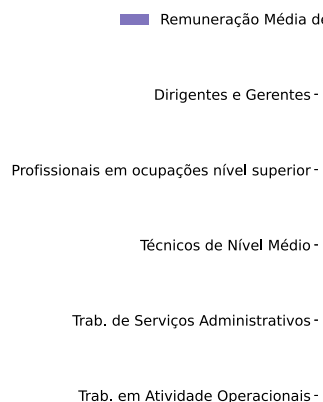 Remuneração Média de
Dirigentes e Gerentes
Profissionais em ocupações nível superior
Técnicos de Nível Médio
Trab. de Serviços Administrativos
Trab. em Atividade Operacionais